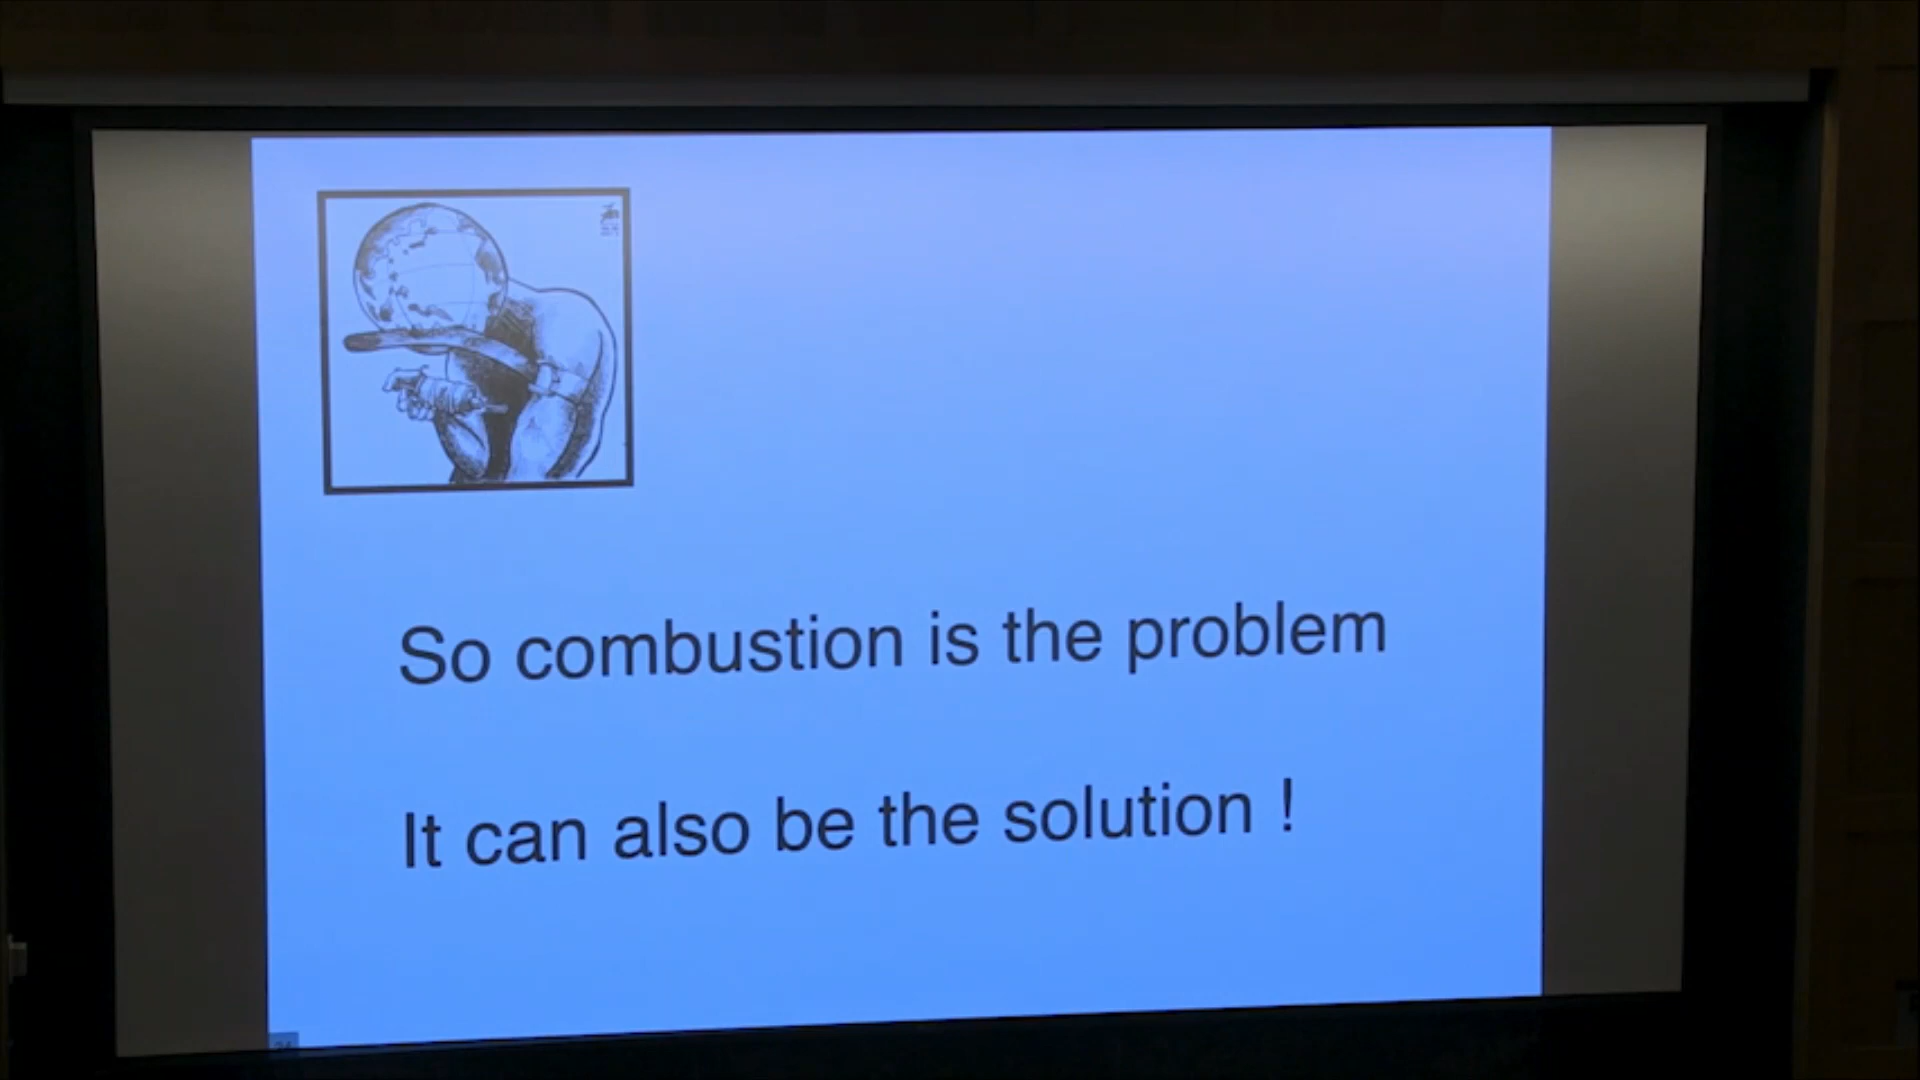 So combustion is the problem
It can also be the solution !